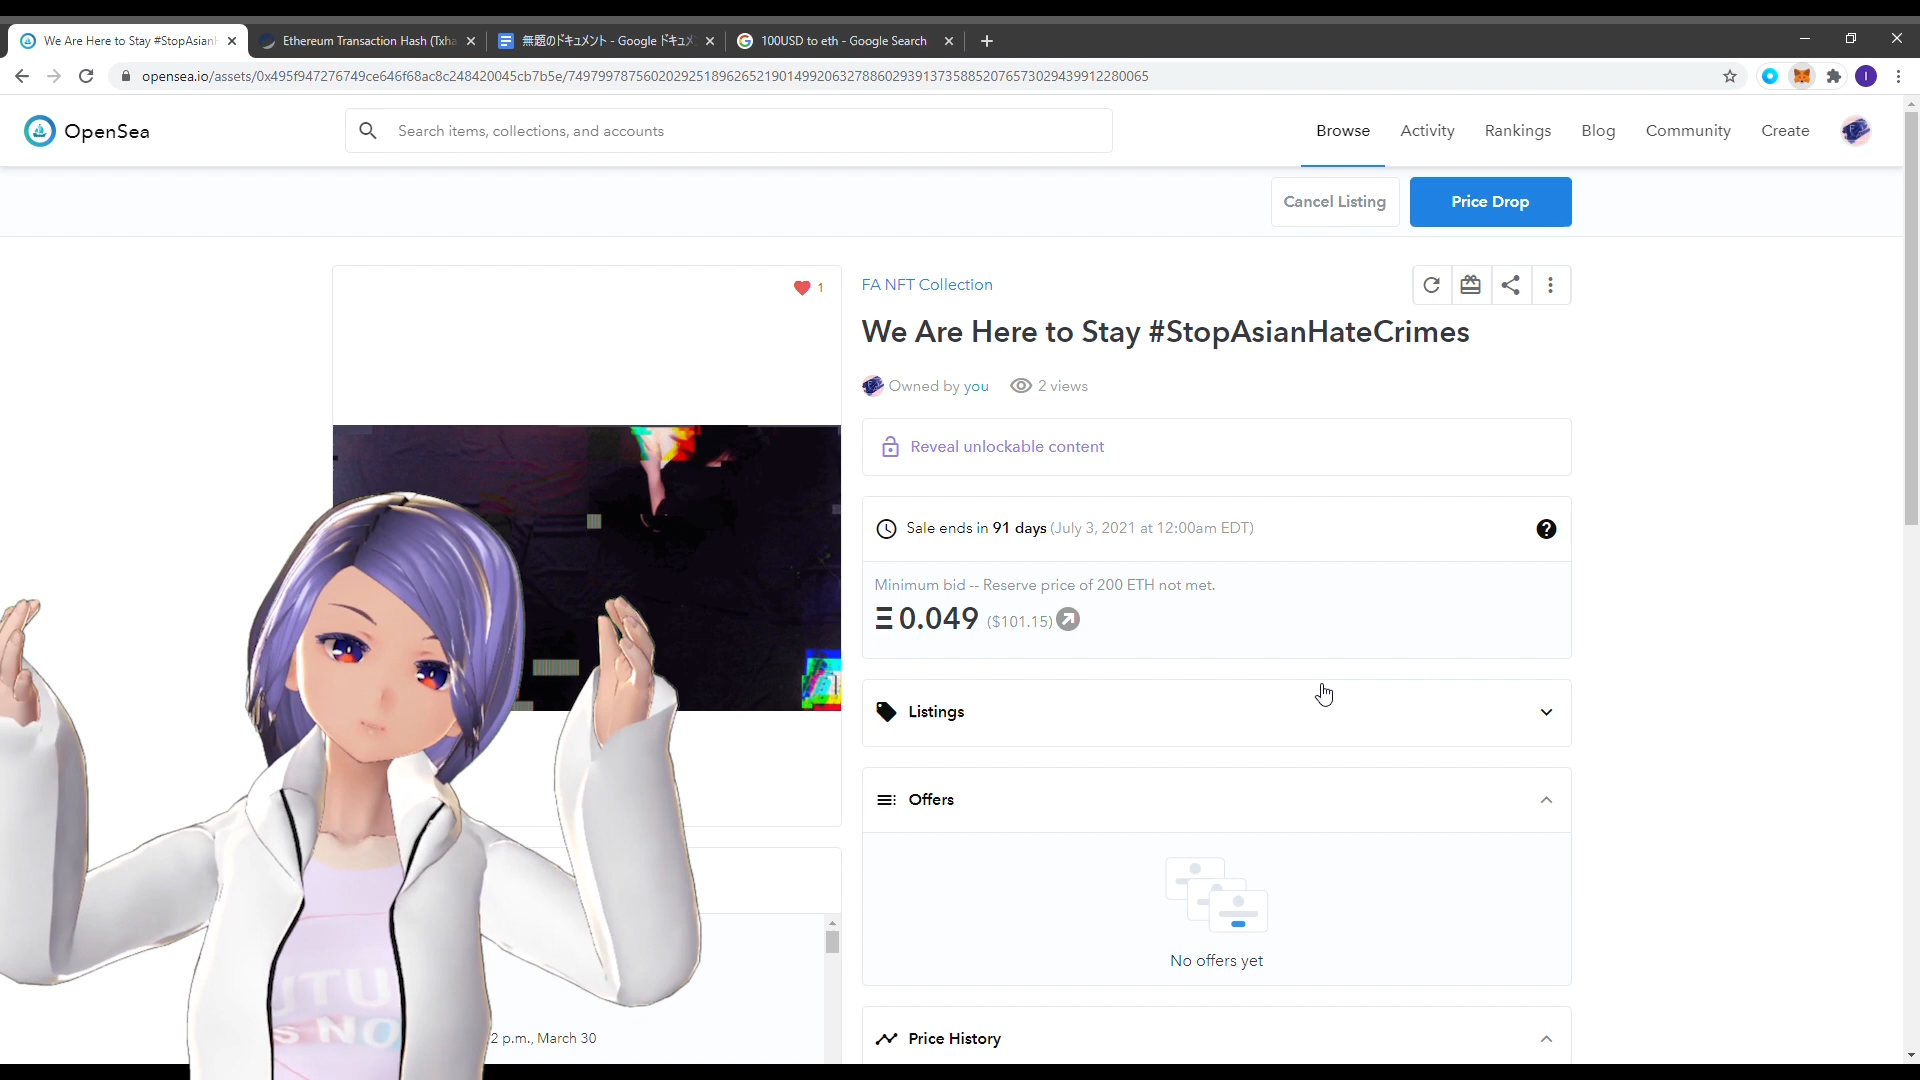 We Are Here to Stay #StopAsianH
Ethereum Transaction Hash (Txha
無題のドキュメント - Google ドキュメ
100USD to eth - Google Search
opensea.io/assets/0x495f947276749ce646f68ac8c248420045cb7b5e/74979978756020292518962652190149920632788602939137358852076573029439912280065
I
OpenSea
Search items, collections, and accounts
Browse
Activity
Rankings
Blog
Community
Create
Cancel Listing
Price Drop
1
FA NFT Collection
We Are Here to Stay #StopAsianHateCrimes
Owned by you
2 views
Reveal unlockable content
Sale ends in 91 days (July 3, 2021 at 12:00am EDT)
Minimum bid -- Reserve price of 200 ETH not met.
Ξ 0.049 ($101.15)
Listings
Offers
No offers yet
2 p.m., March 30
Price History
UTU
S NO